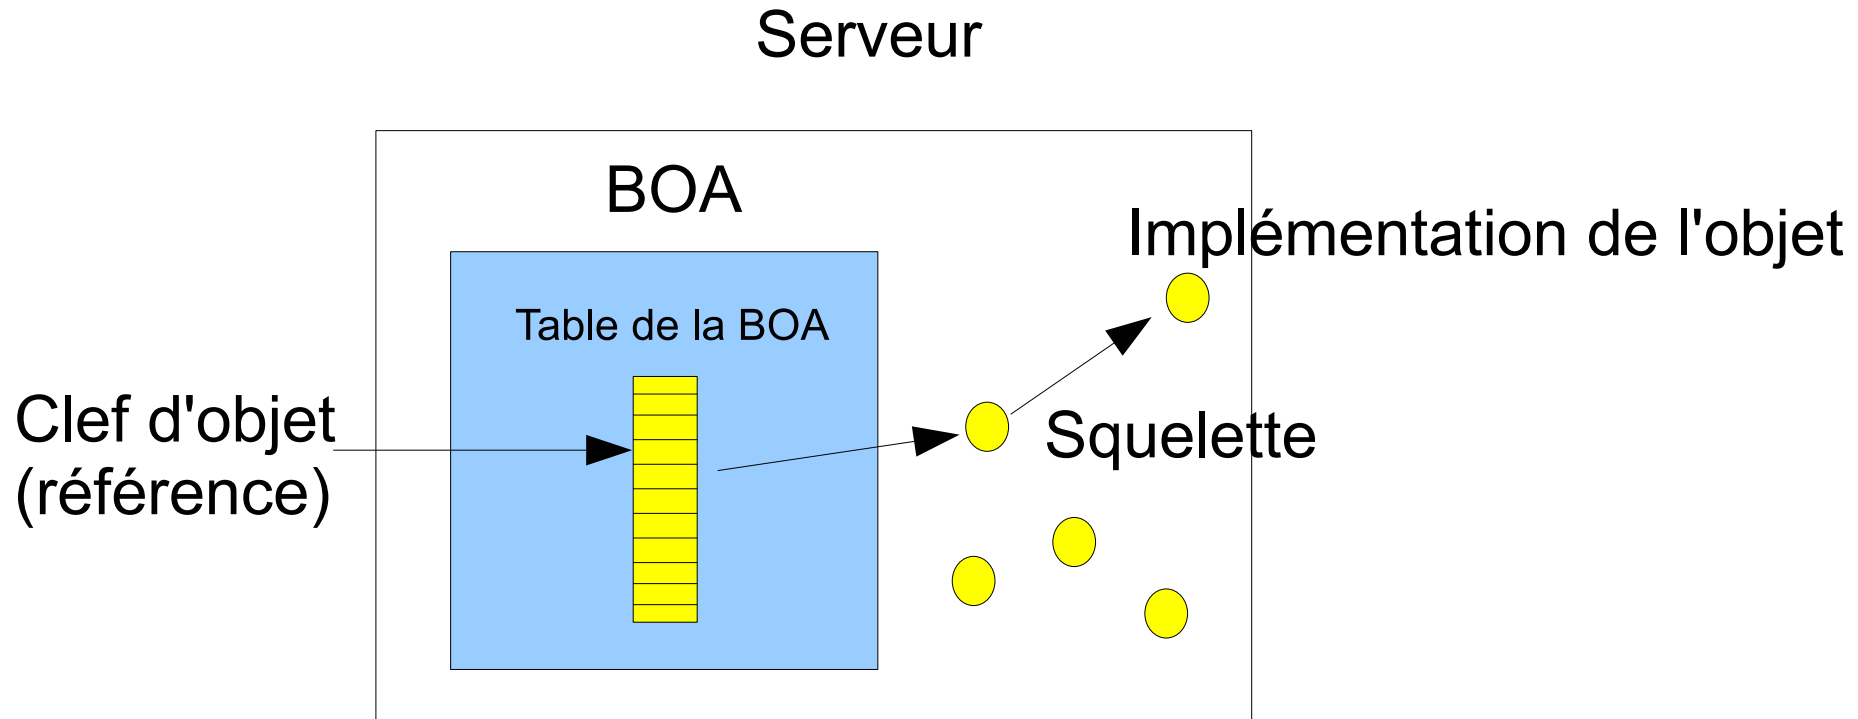 Serveur
BOA
Implémentation de l'objet
Table de la BOA
Clef d'objet
(référence)
Squelette